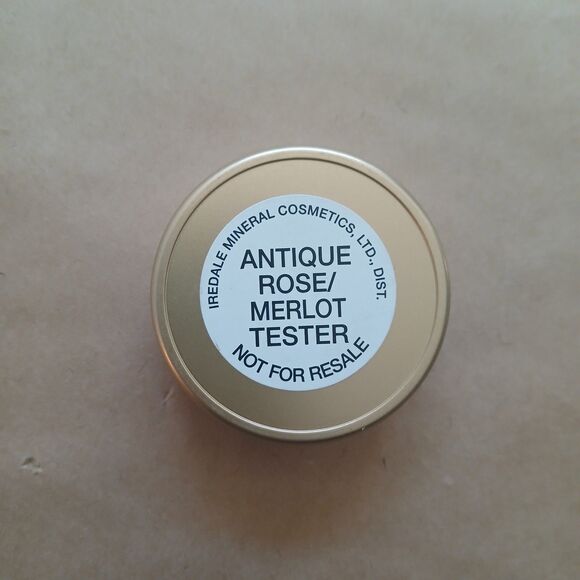 IREDALE MINERAL COSMETICS, LTD., DIST.
ANTIQUE
ROSE/
MERLOT
TESTER
NOT FOR RESALE